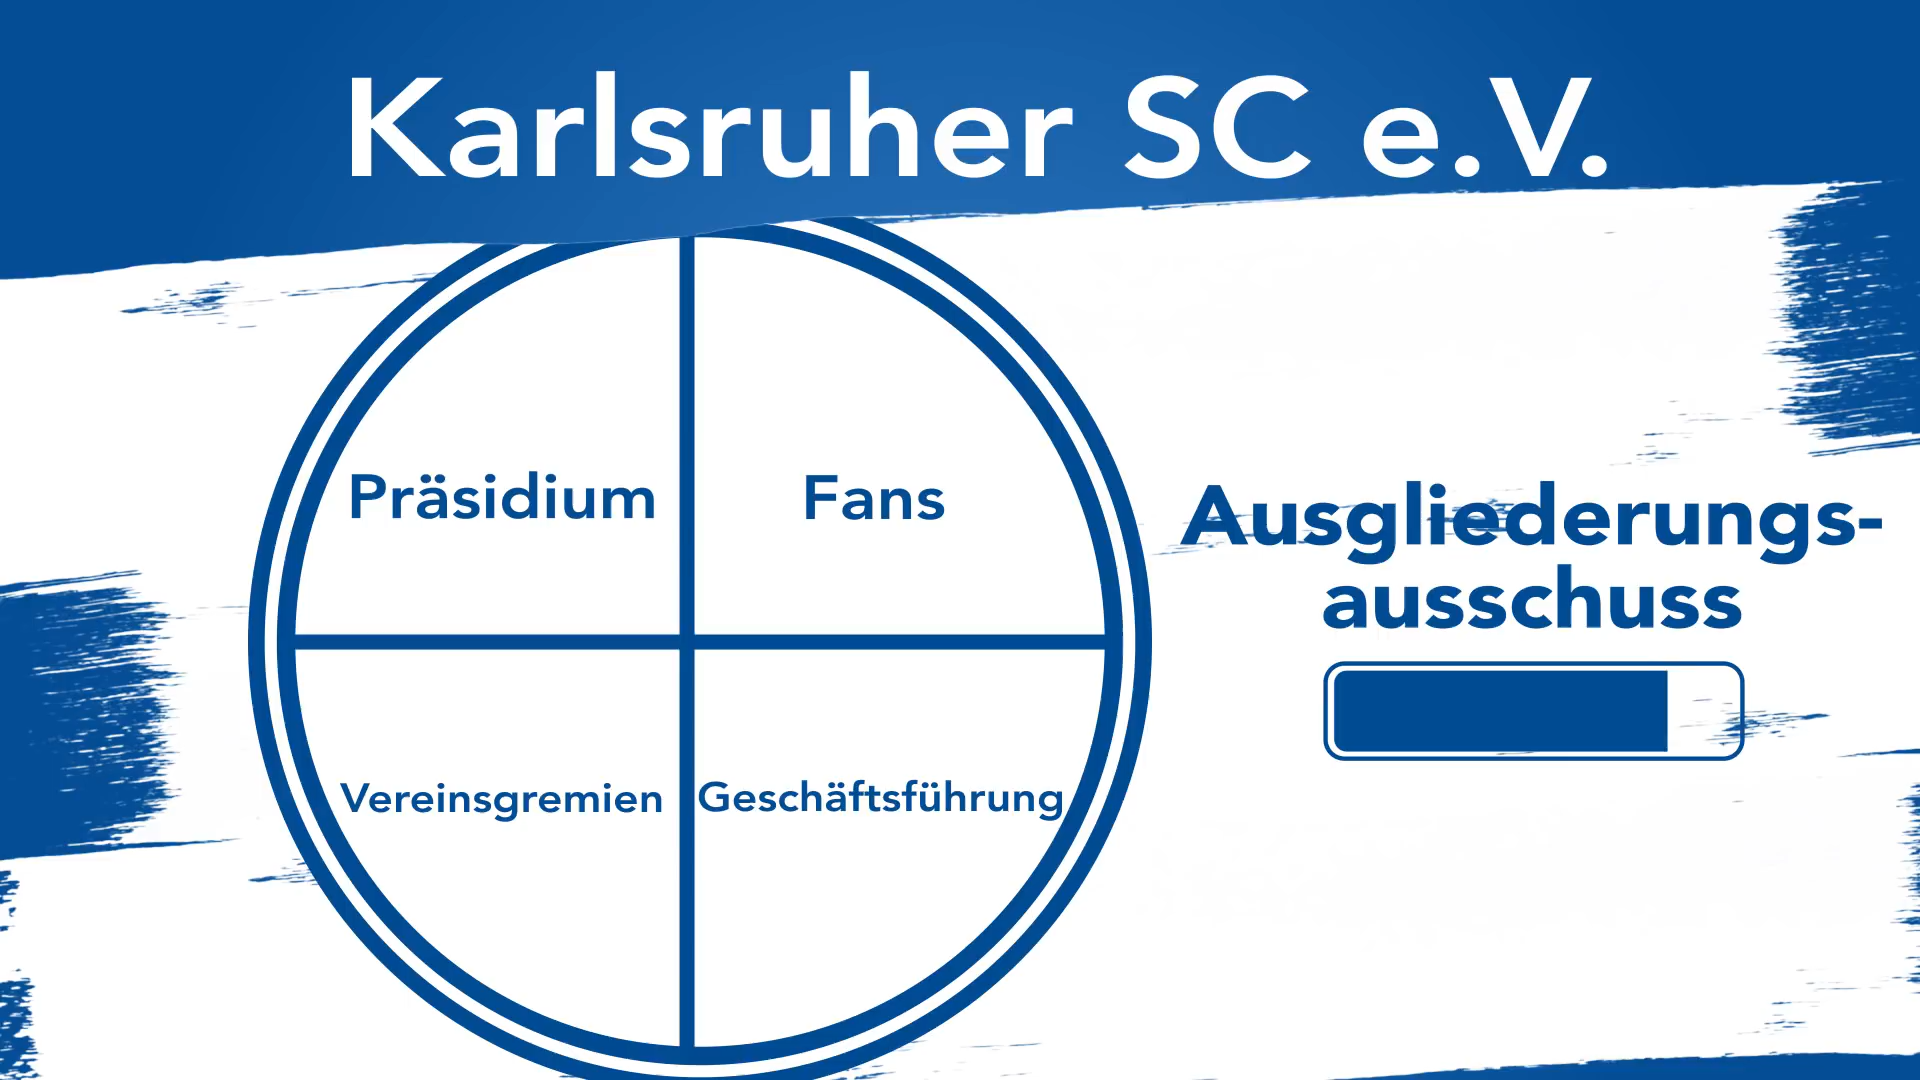 Karlsruher SC e.V.
Präsidium
Fans
Vereinsgremien
Geschäftsführung
Ausgliederungs-
ausschuss